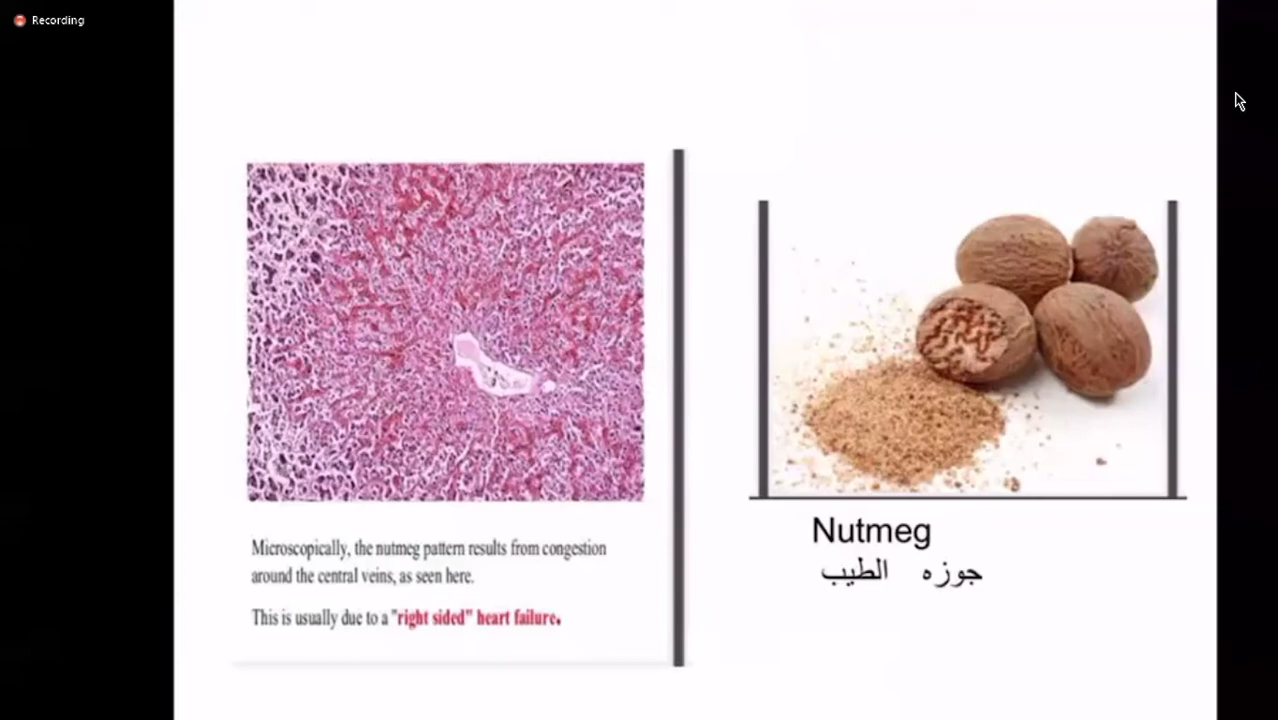 Recording
Microscopically, the nutmeg pattern results from congestion
around the central veins, as seen here.
This is usually due to a "right sided" heart failure.
Nutmeg
جوزه الطيب